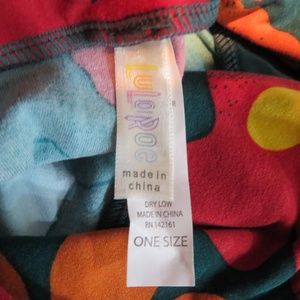 LuLaRoe
made in
china
DRY LOW
MADE IN CHINA
RN 142161
ONE SIZE